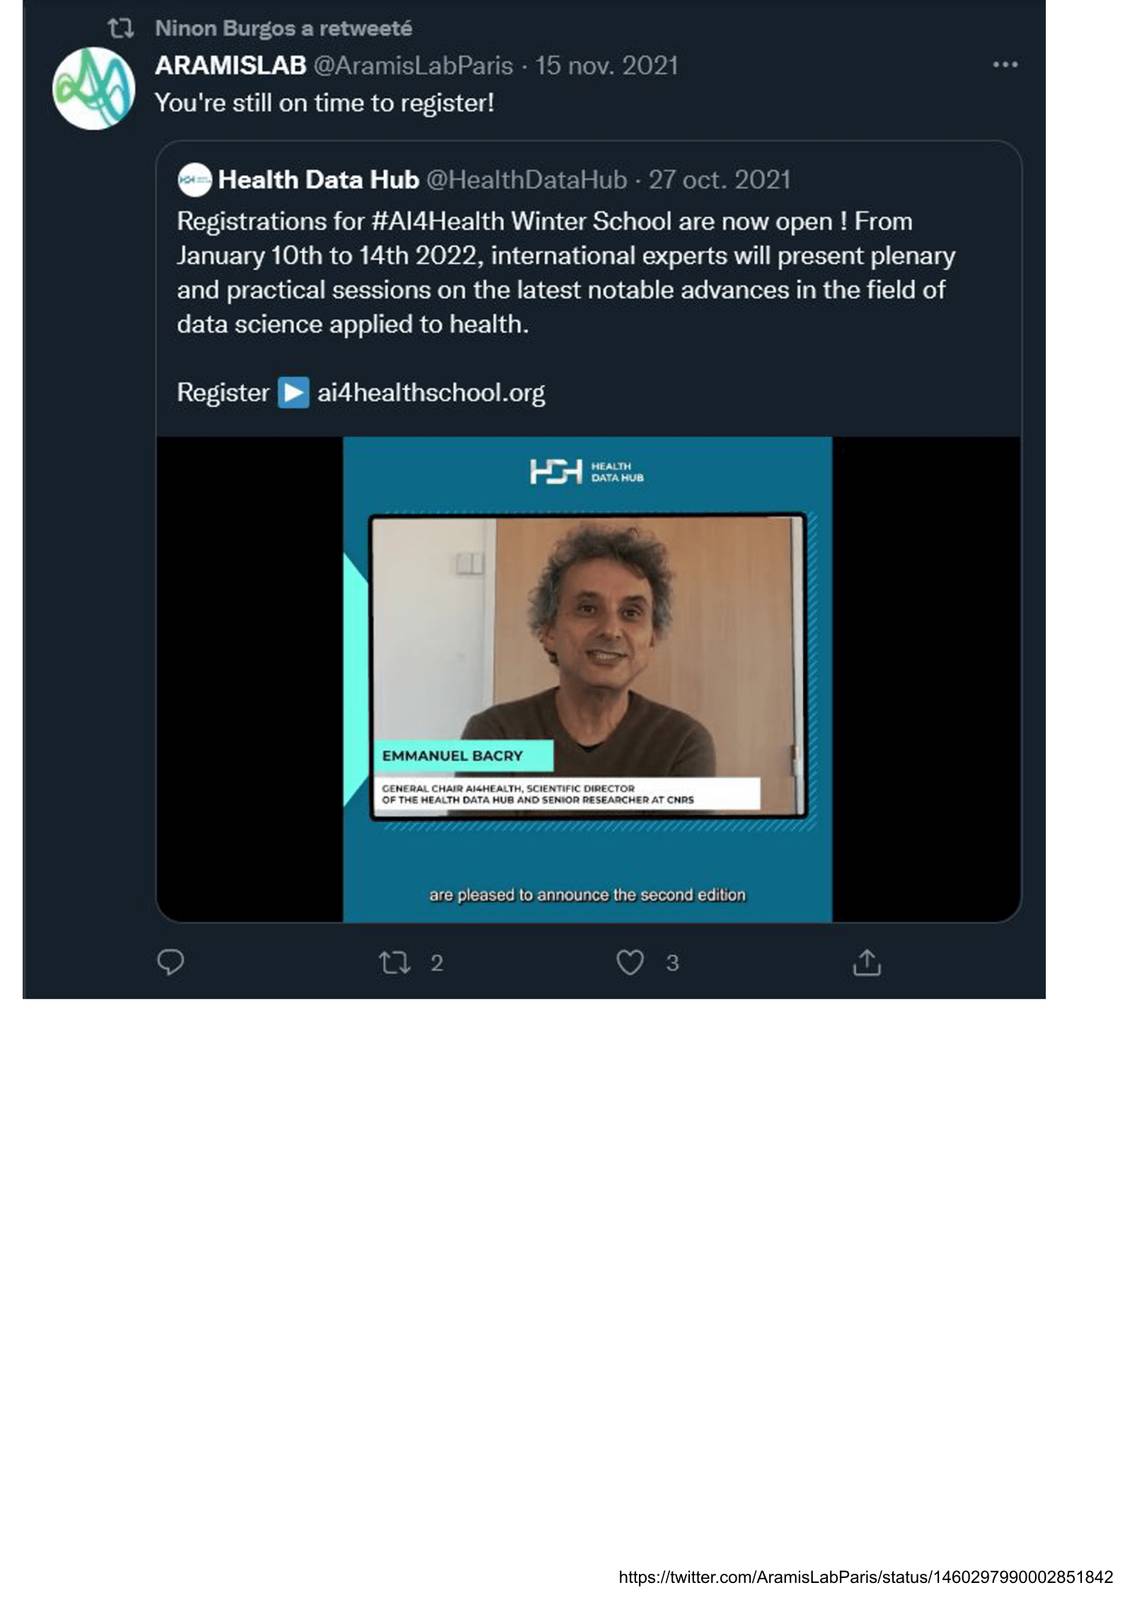 Ninon Burgos a retweeté
ARAMISLAB @AramisLabParis · 15 nov. 2021
You're still on time to register!
Health Data Hub @HealthDataHub · 27 oct. 2021
Registrations for #AI4Health Winter School are now open ! From
January 10th to 14th 2022, international experts will present plenary
and practical sessions on the latest notable advances in the field of
data science applied to health.
Register ▶ ai4healthschool.org
HDH HEALTH
DATA HUB
EMMANUEL BACRY
GENERAL CHAIR AI4HEALTH, SCIENTIFIC DIRECTOR
OF THE HEALTH DATA HUB AND SENIOR RESEARCHER AT CNRS
are pleased to announce the second edition
2 3
https://twitter.com/AramisLabParis/status/1460297990002851842